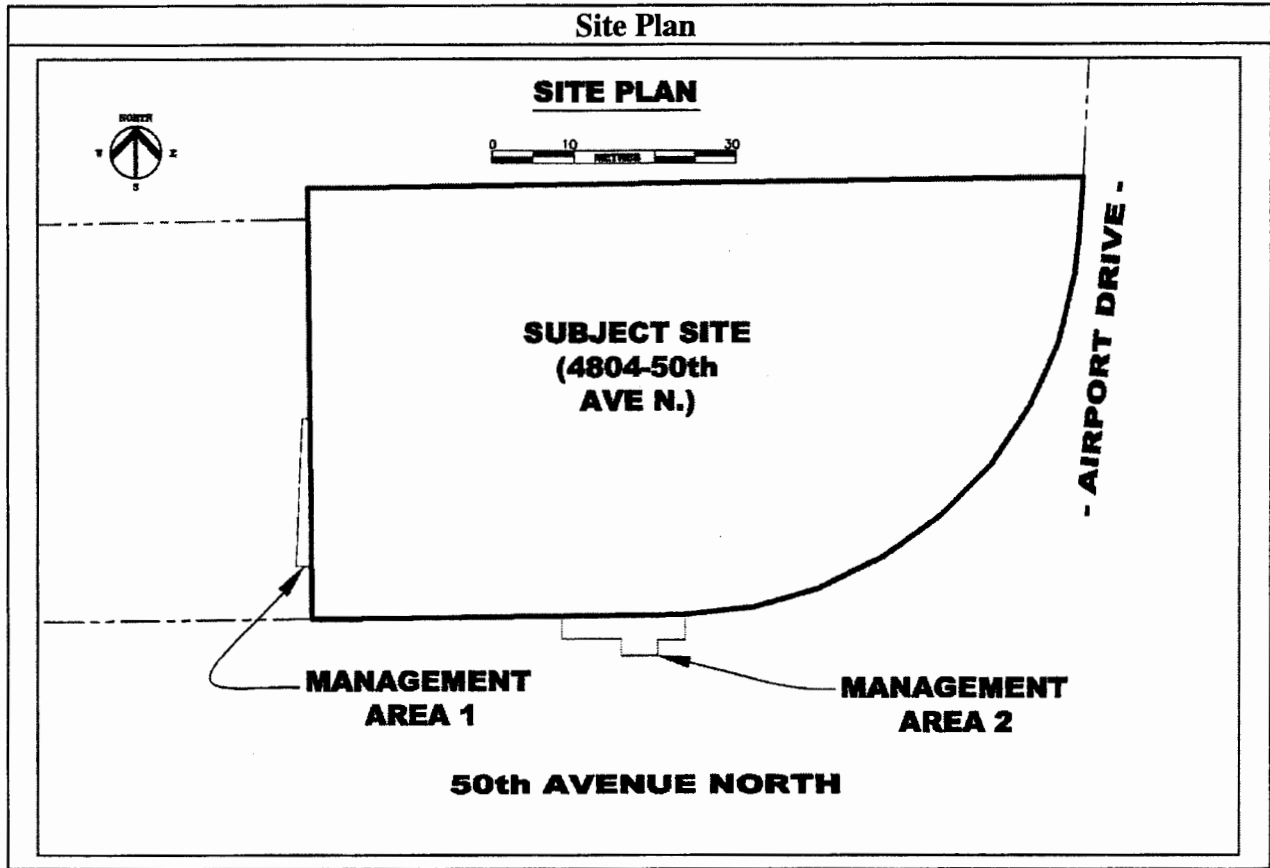 Site Plan
SITE PLAN
NORTH
W E
S
0 10 30
METRES
SUBJECT SITE
(4804-50th
AVE N.)
- AIRPORT DRIVE -
MANAGEMENT
AREA 1
MANAGEMENT
AREA 2
50th AVENUE NORTH